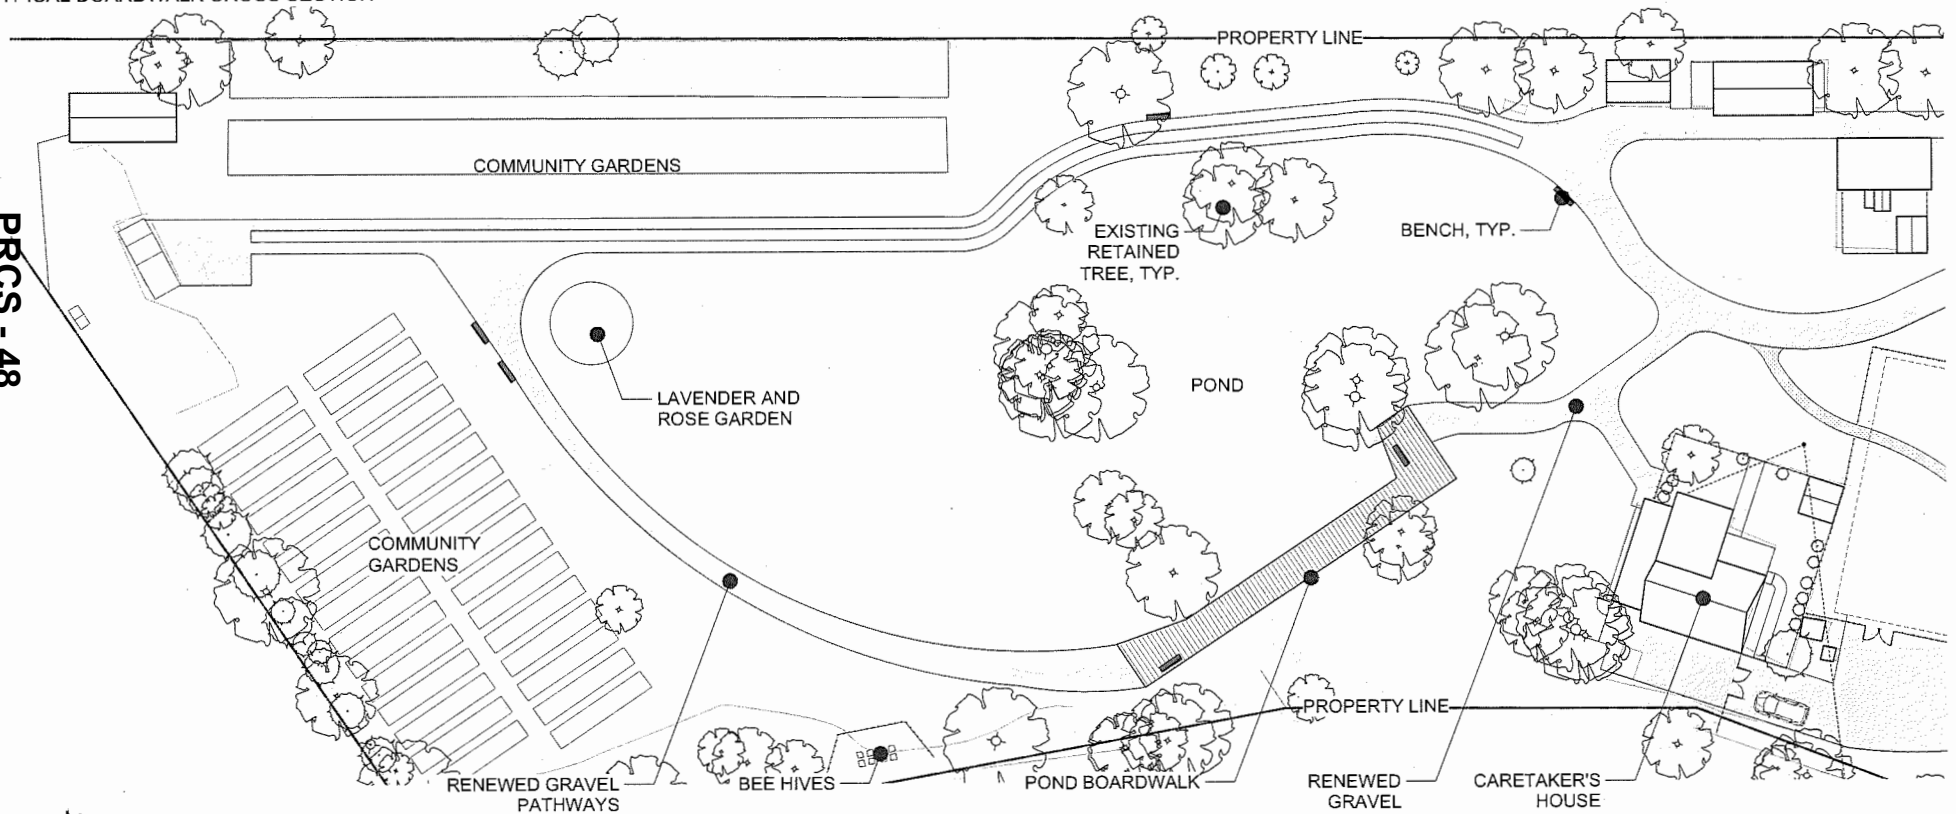 PROPERTY LINE
COMMUNITY GARDENS
EXISTING
RETAINED
TREE, TYP.
BENCH, TYP.
PRCS - 48
LAVENDER AND
ROSE GARDEN
POND
COMMUNITY
GARDENS
PROPERTY LINE
RENEWED GRAVEL
PATHWAYS
BEE HIVES
POND BOARDWALK
RENEWED
GRAVEL
CARETAKER'S
HOUSE